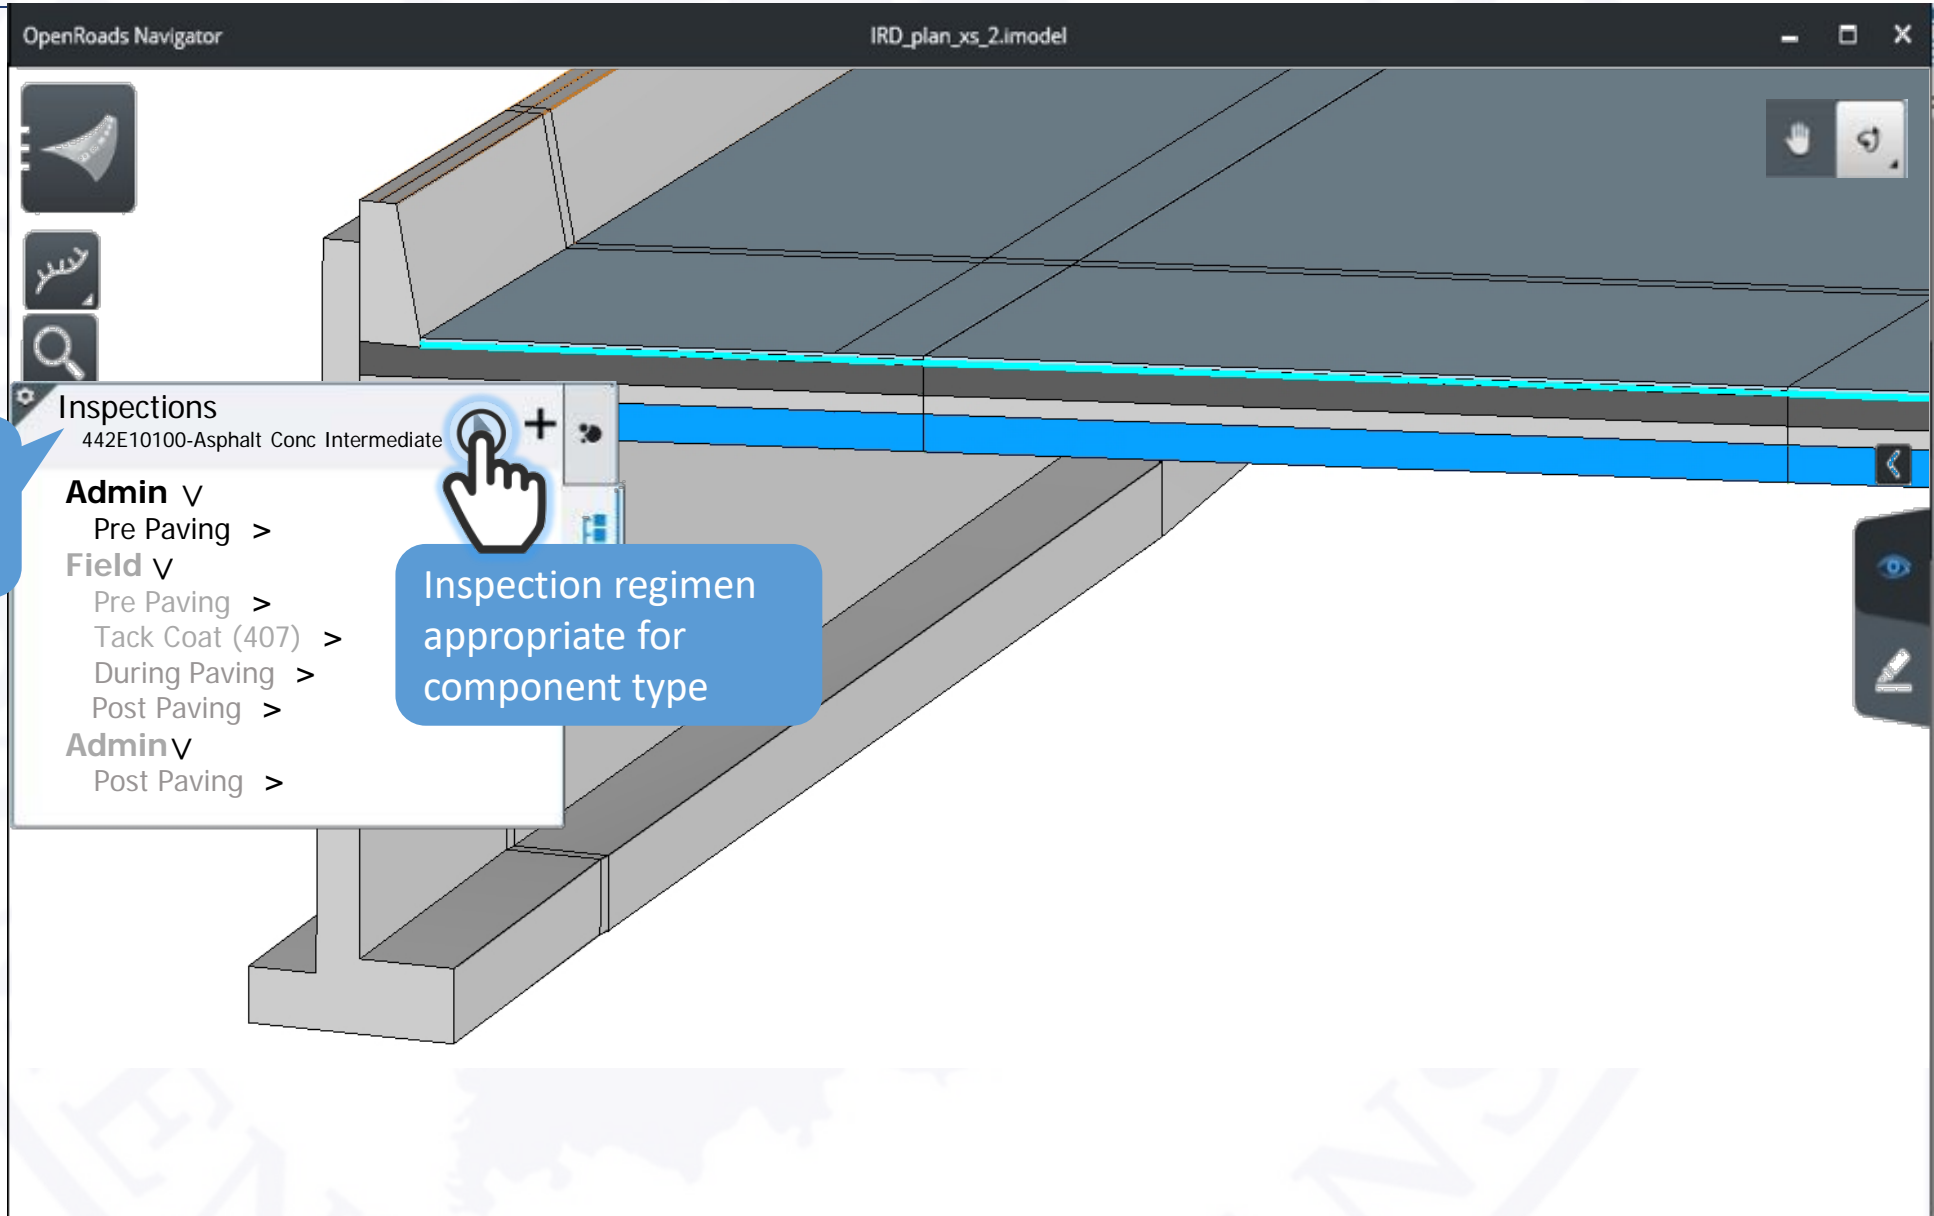 OpenRoads Navigator
IRD_plan_xs_2.imodel
Inspections
442E10100-Asphalt Conc Intermediate
Admin
Pre Paving >
Field
Pre Paving >
Tack Coat (407) >
During Paving >
Post Paving >
Admin
Post Paving >
Inspection regimen
appropriate for
component type